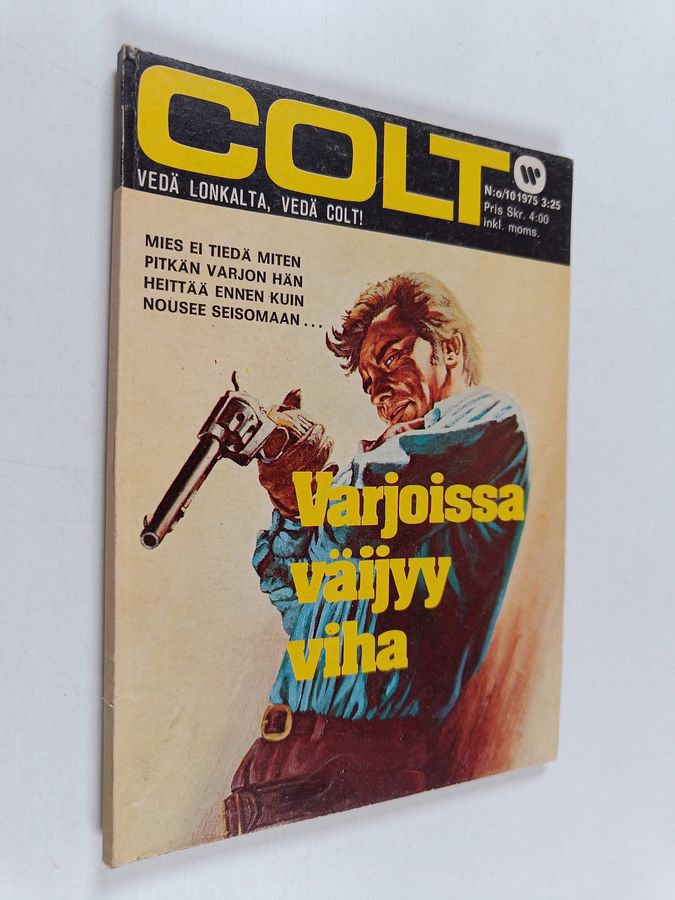 COLT
VEDÄ LONKALTA, VEDÄ COLT!
W
N:o/10 1975 3:25
Pris Skr. 4:00
inkl. moms.
MIES EI TIEDÄ MITEN
PITKÄN VARJON HÄN
HEITTÄÄ ENNEN KUIN
NOUSEE SEISOMAAN...
Varjoissa
väijyy
viha